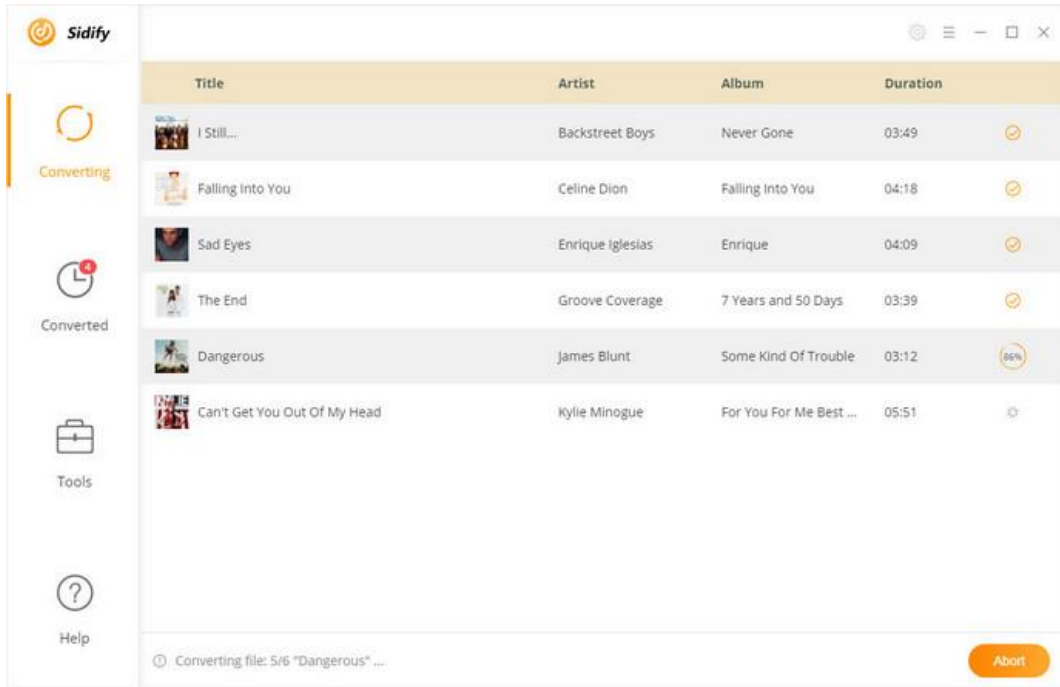 Sidify
Title Artist Album Duration
I Still... Backstreet Boys Never Gone 03:49
Converting
Falling Into You Celine Dion Falling Into You 04:18
Sad Eyes Enrique Iglesias Enrique 04:09
4
The End Groove Coverage 7 Years and 50 Days 03:39
Converted
Dangerous James Blunt Some Kind Of Trouble 03:12 86%
Can't Get You Out Of My Head Kylie Minogue For You For Me Best ... 05:51
Tools
Help
Converting file: 5/6 "Dangerous" ...
Abort